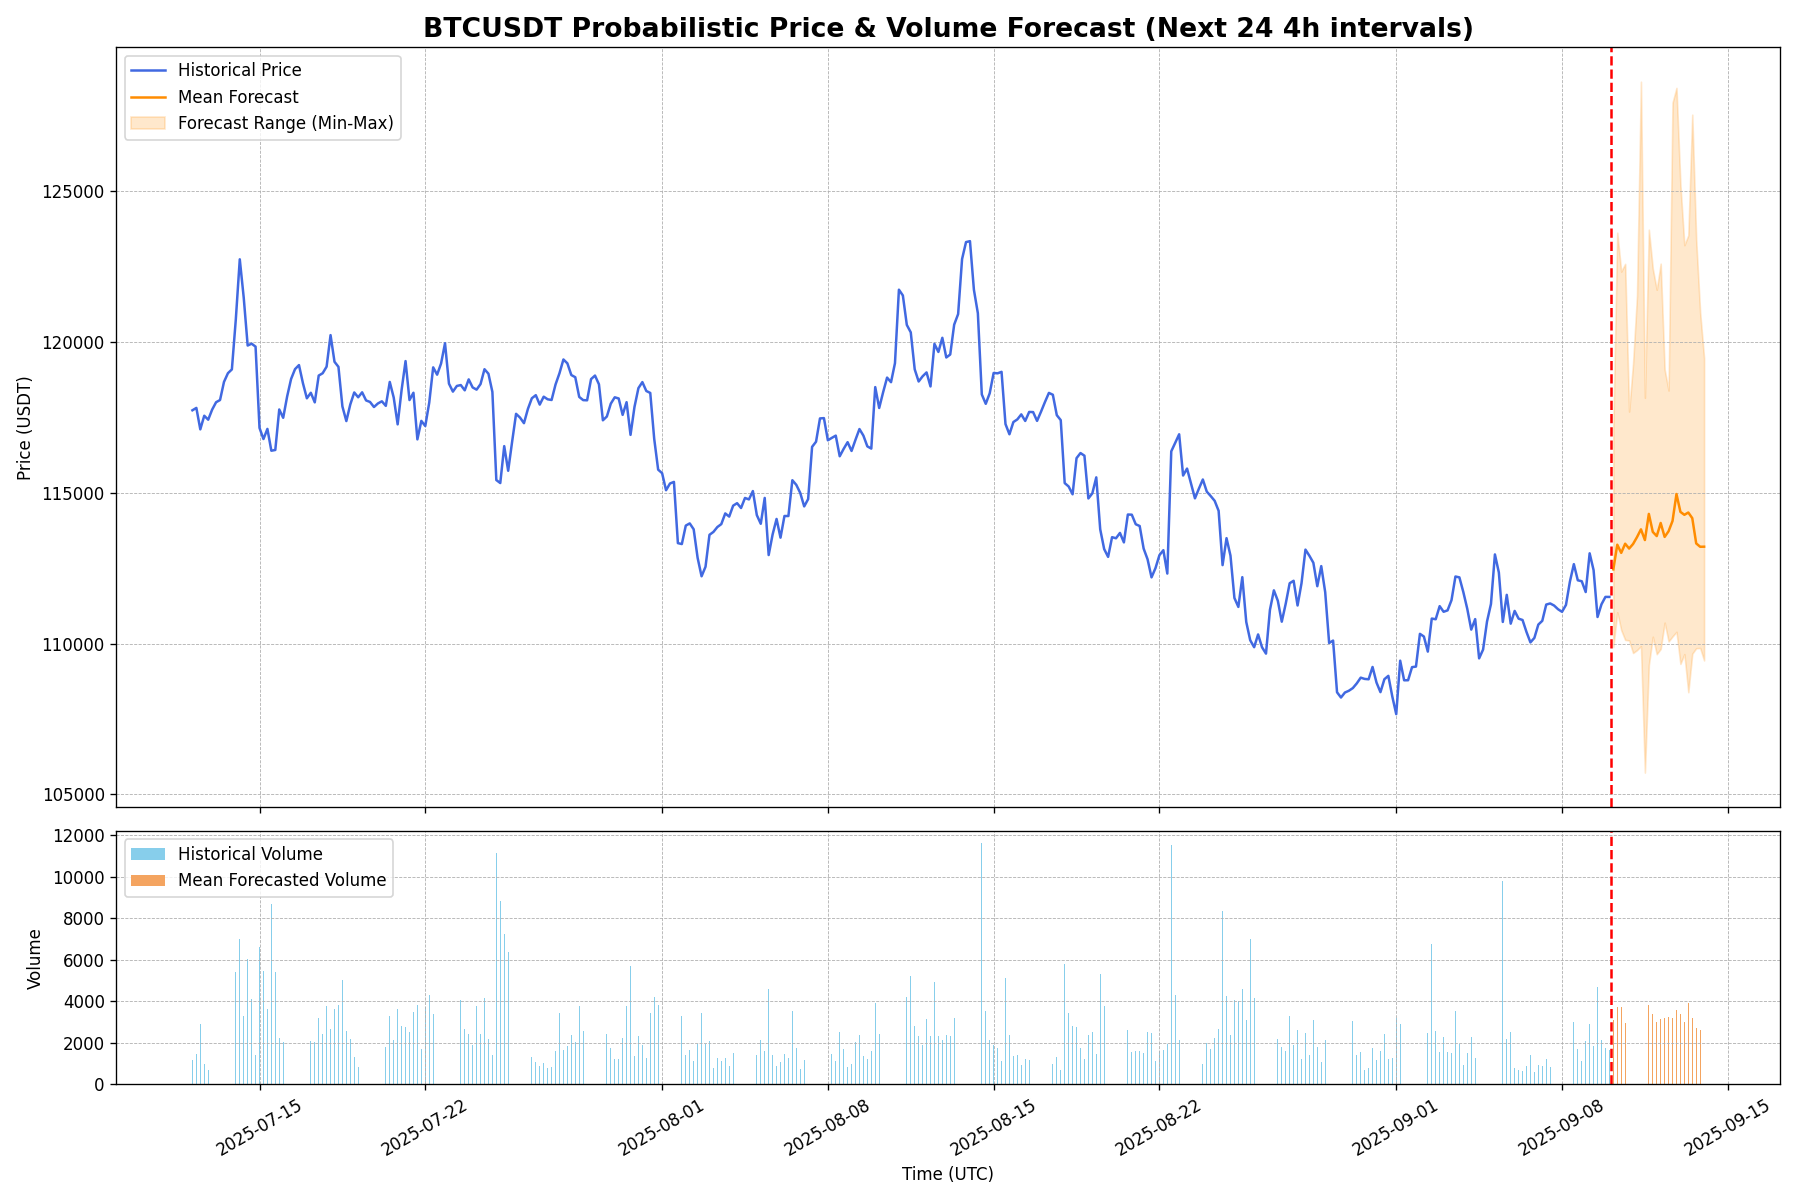 BTCUSDT Probabilistic Price & Volume Forecast (Next 24 4h intervals)
Historical Price
Mean Forecast
Forecast Range (Min-Max)
Price (USDT)
125000
120000
115000
110000
105000
Historical Volume
Mean Forecasted Volume
Volume
12000
10000
8000
6000
4000
2000
0
2025-07-15
2025-07-22
2025-08-01
2025-08-08
2025-08-15
2025-08-22
2025-09-01
2025-09-08
2025-09-15
Time (UTC)